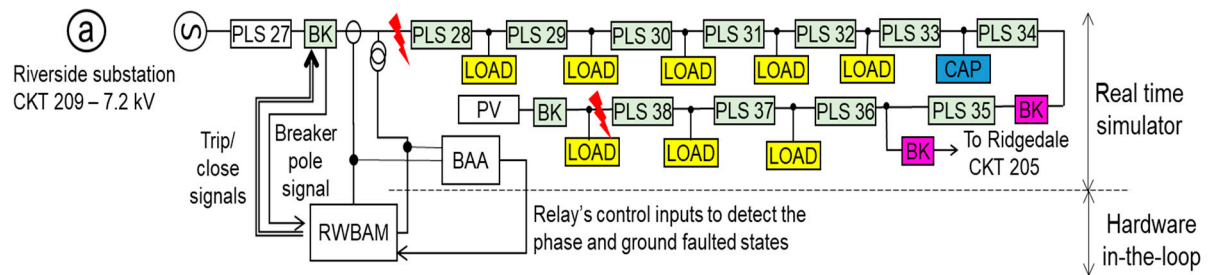 a
S
PLS 27
BK
PLS 28
PLS 29
PLS 30
PLS 31
PLS 32
PLS 33
PLS 34
LOAD
LOAD
LOAD
LOAD
LOAD
CAP
Riverside substation
CKT 209 – 7.2 kV
PV
BK
PLS 38
PLS 37
PLS 36
PLS 35
BK
LOAD
LOAD
LOAD
BK
To Ridgedale
CKT 205
Real time
simulator
Trip/
close
signals
Breaker
pole
signal
BAA
RWBAM
Relay's control inputs to detect the
phase and ground faulted states
Hardware
in-the-loop